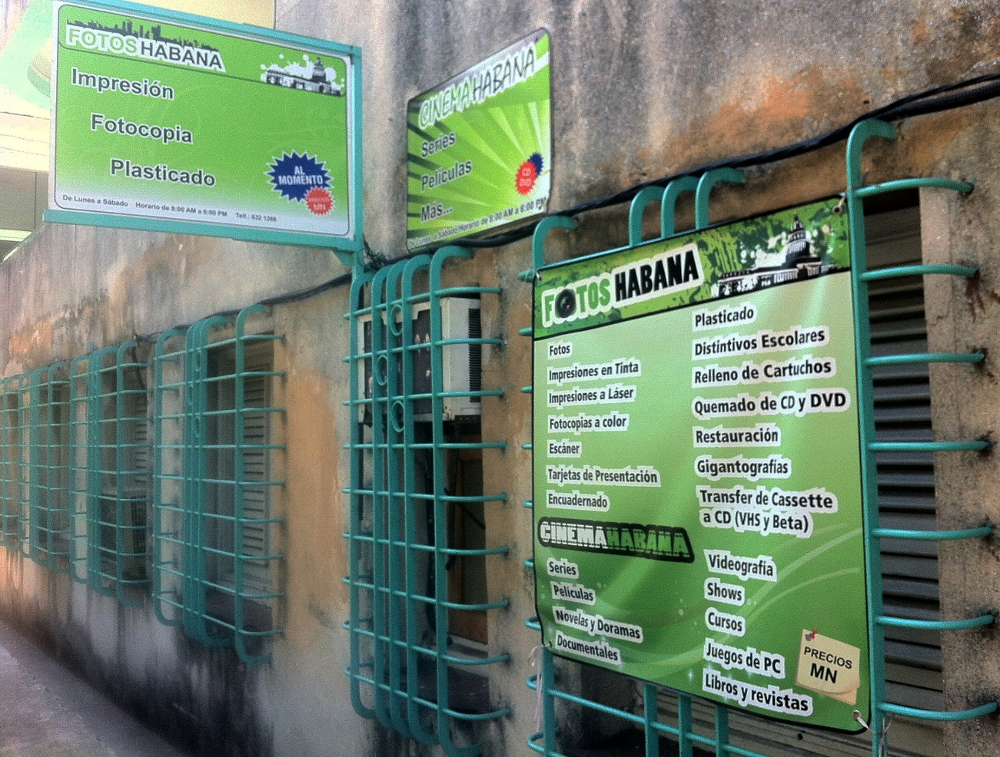 FOTOSHABANA
Impresión
Fotocopia
Plasticado
AL
MOMENTO
PRECIOS
MN
De Lunes a Sábado Horario de 8:00 AM a 6:00 PM Telf.: 832 1266
CINEMAHABANA
Series
Películas
Más...
CD
DVD
De Lunes a Sábado Horario de 8:00 AM a 6:00 PM
FOTOS HABANA
Fotos
Impresiones en Tinta
Impresiones a Láser
Fotocopias a color
Escáner
Tarjetas de Presentación
Encuadernado
Plasticado
Distintivos Escolares
Relleno de Cartuchos
Quemado de CD y DVD
Restauración
Gigantografías
Transfer de Cassette
a CD (VHS y Beta)
CINEMAHABANA
Series
Películas
Novelas y Doramas
Documentales
Videografía
Shows
Cursos
Juegos de PC
Libros y revistas
PRECIOS
MN